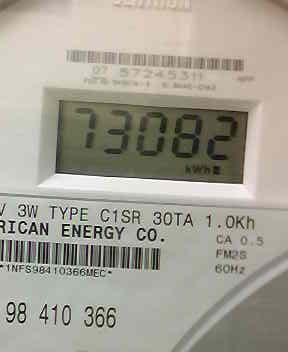 07 57245311
73082
kWh
V 3W TYPE C1SR 30TA 1.0Kh
RICAN ENERGY CO.
CA 0.5
FM2S
*1NFS98410366MEC*
60Hz
98 410 366